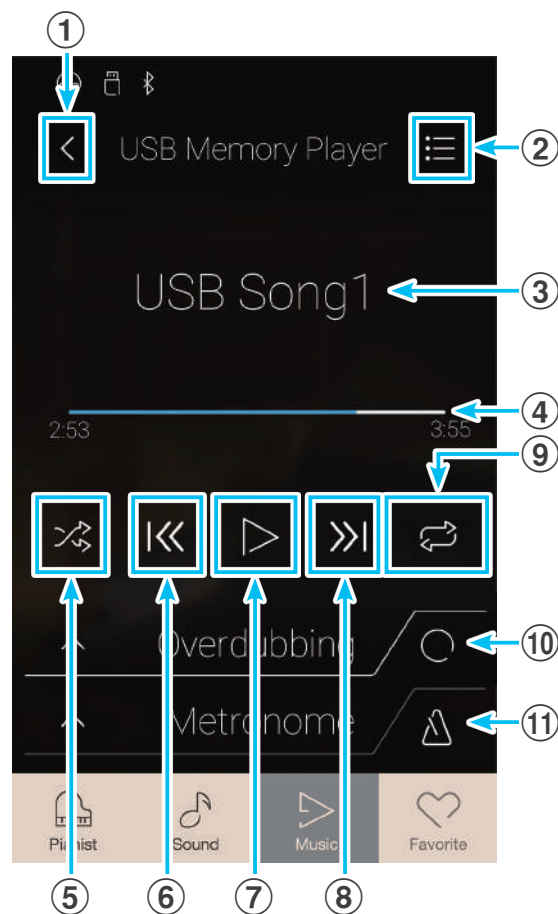 ①
USB Memory Player
②
USB Song1
③
④
2:53
3:55
⑨
Overdubbing
⑩
Metronome
⑪
Pianist
Sound
Music
Favorite
⑤
⑥
⑦
⑧